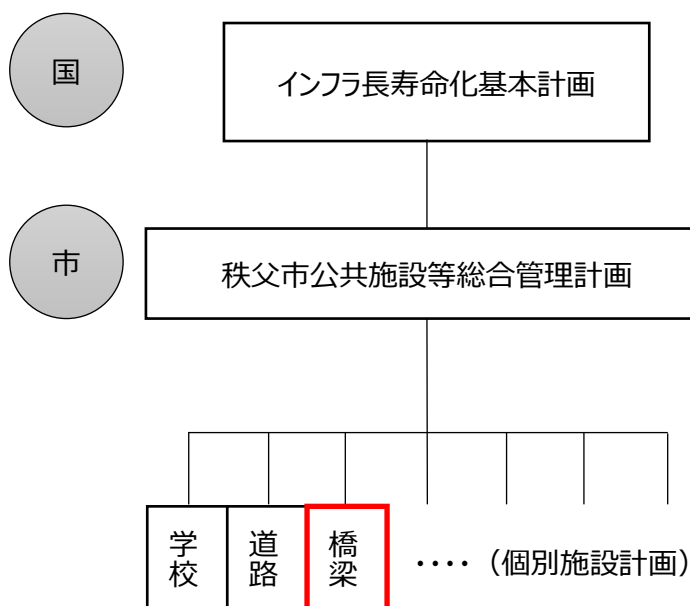 国
インフラ長寿命化基本計画
市
秩父市公共施設等総合管理計画
学校
道路
橋梁
････（個別施設計画）